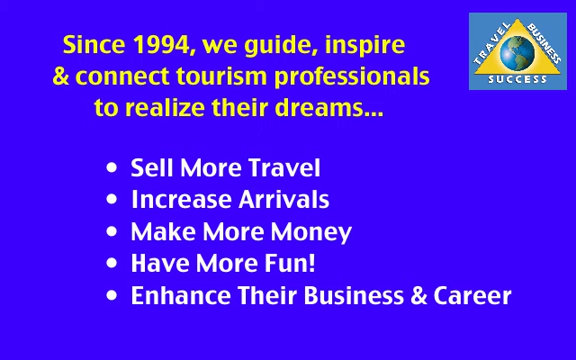 Since 1994, we guide, inspire
& connect tourism professionals
to realize their dreams...
TRAVEL BUSINESS
SUCCESS
• Sell More Travel
• Increase Arrivals
• Make More Money
• Have More Fun!
• Enhance Their Business & Career